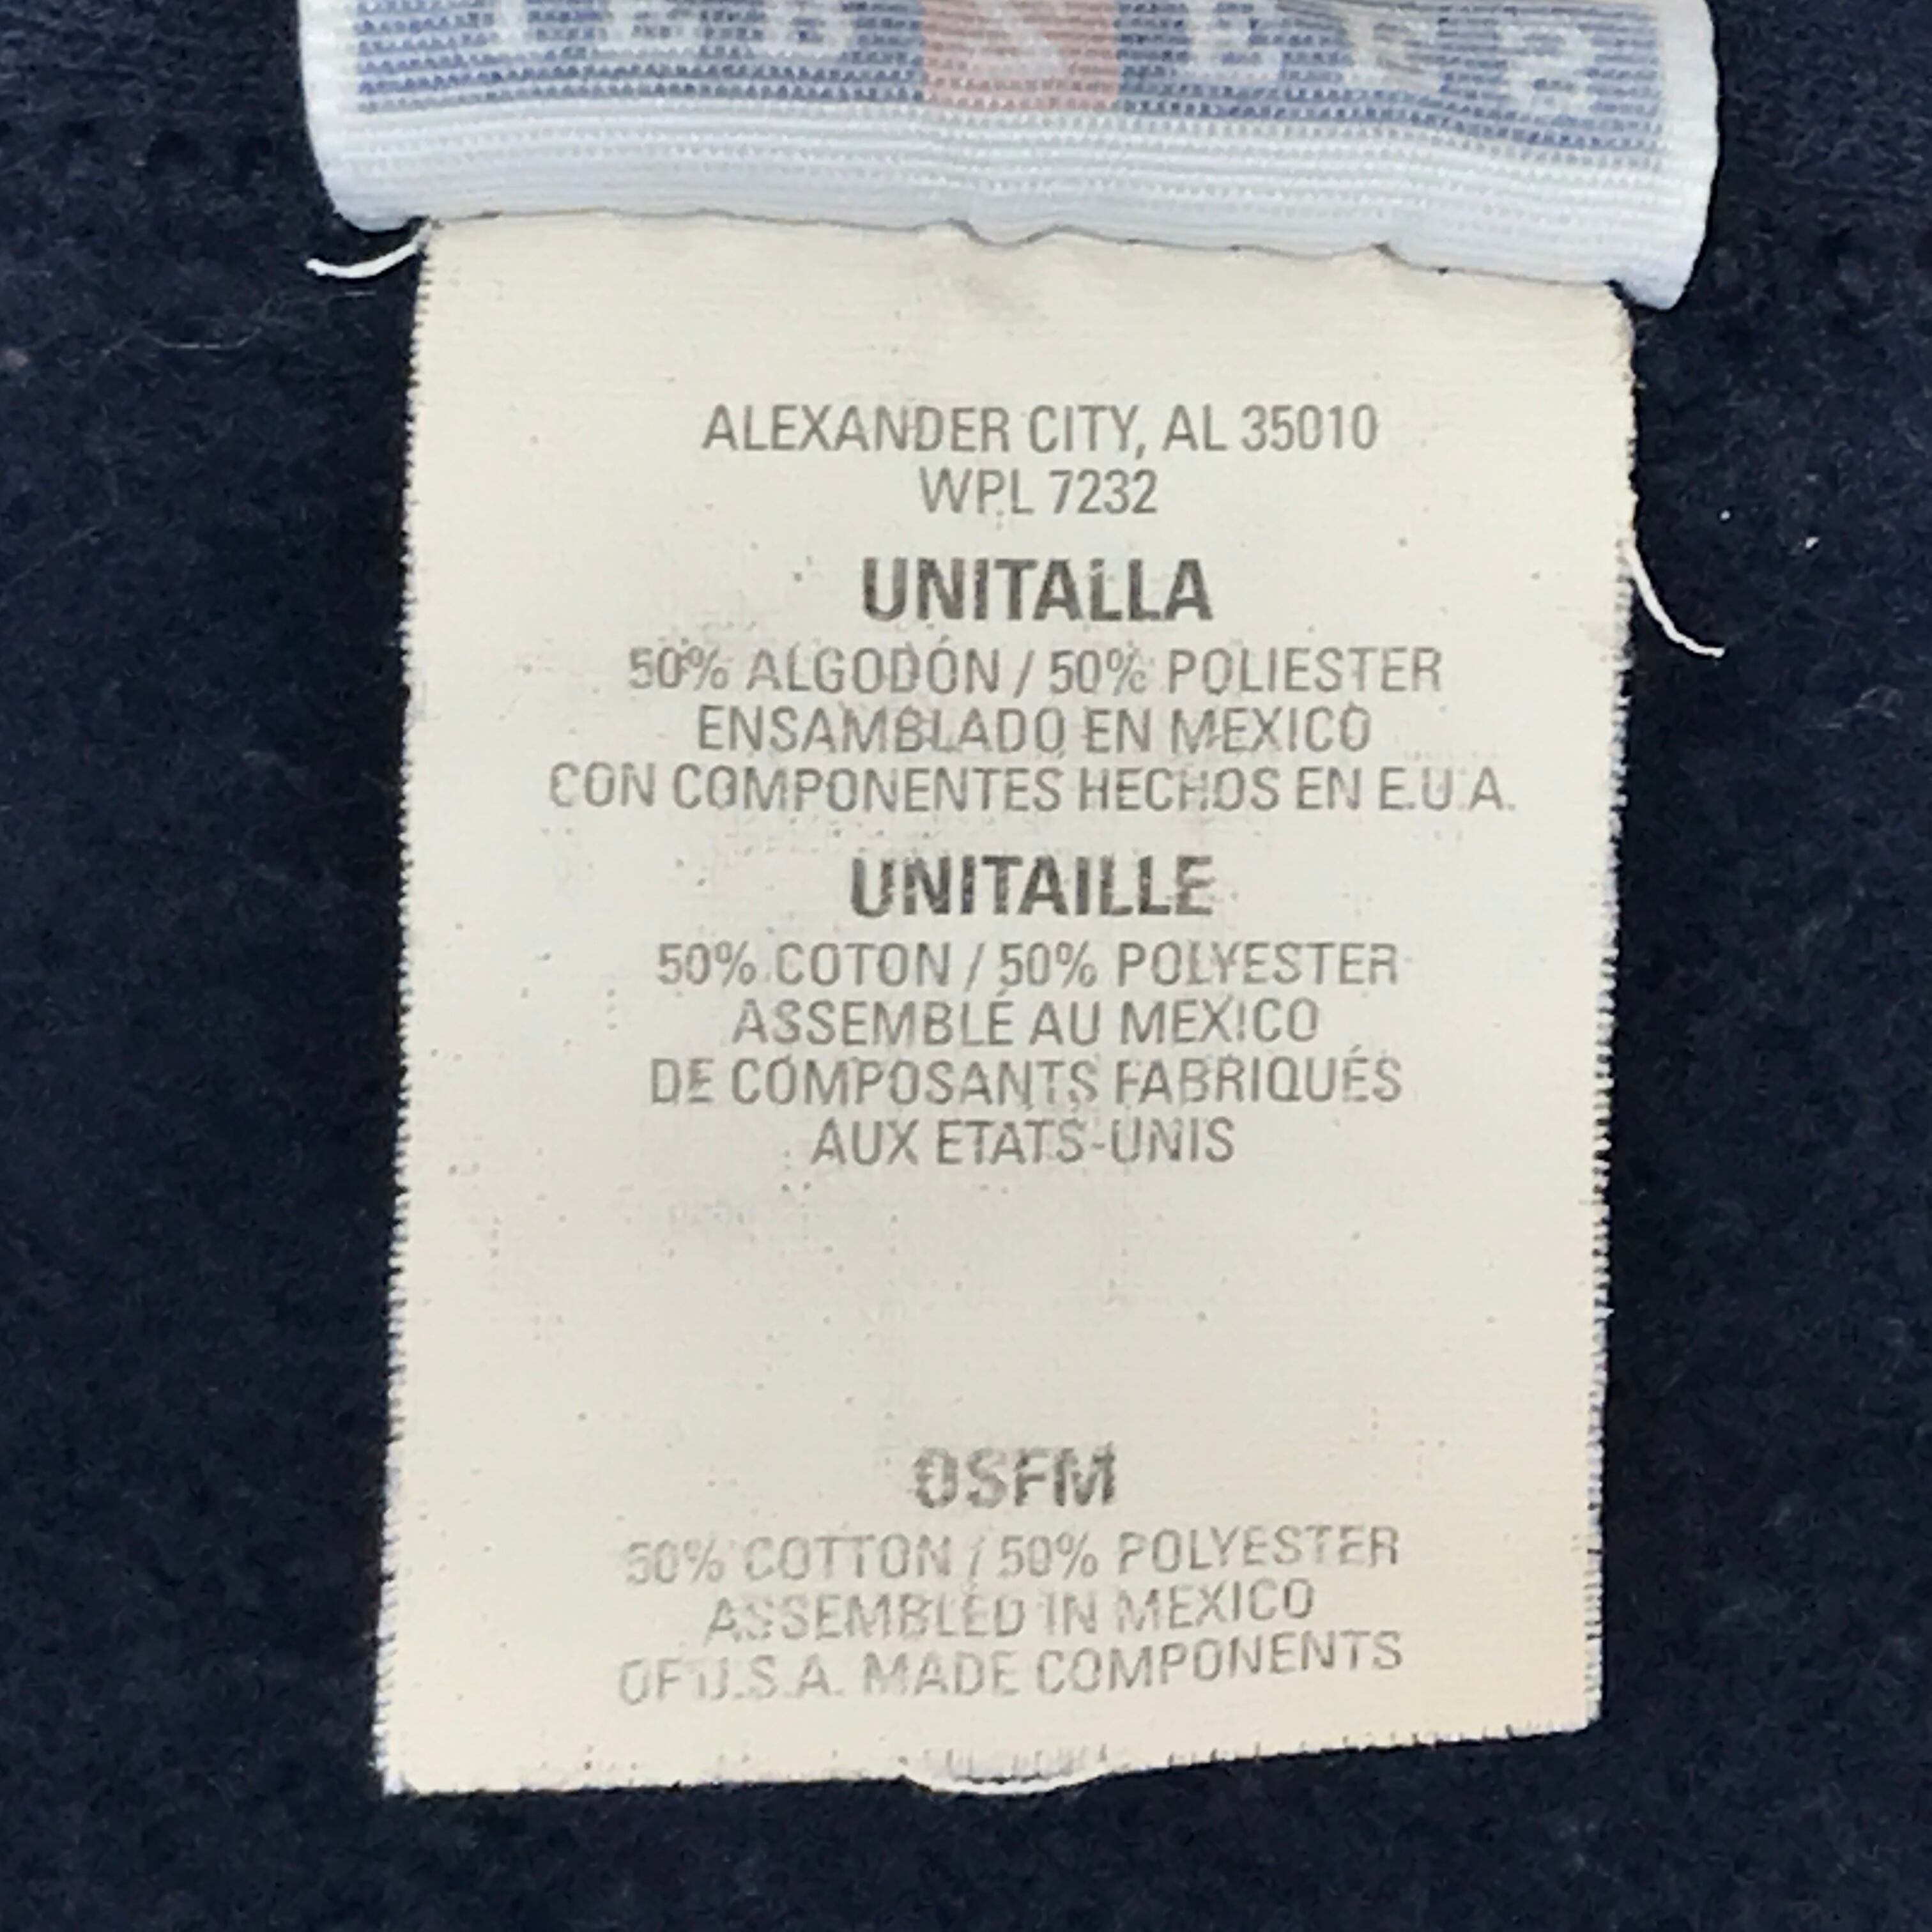 ALEXANDER CITY, AL 35010
WPL 7232
UNITALLA
50% ALGODÓN / 50% POLIESTER
ENSAMBLADO EN MEXICO
CON COMPONENTES HECHOS EN E.U.A.
UNITAILLE
50% COTON / 50% POLYESTER
ASSEMBLÉ AU MEXICO
DE COMPOSANTS FABRIQUÉS
AUX ETATS-UNIS
OSFM
50% COTTON / 50% POLYESTER
ASSEMBLED IN MEXICO
OF U.S.A. MADE COMPONENTS